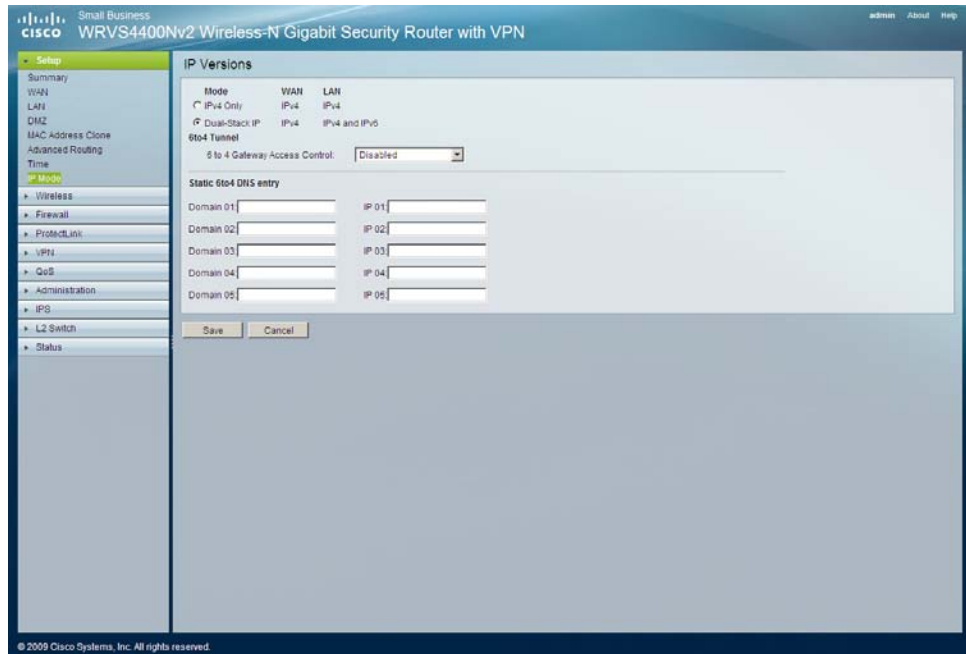 Small Business
cisco WRVS4400Nv2 Wireless-N Gigabit Security Router with VPN
admin About Help
Setup
Summary
WAN
LAN
DMZ
MAC Address Clone
Advanced Routing
Time
IP Mode
Wireless
Firewall
ProtectLink
VPN
QoS
Administration
IPS
L2 Switch
Status
IP Versions
Mode WAN LAN
IPv4 Only IPv4 IPv4
Dual-Stack IP IPv4 IPv4 and IPv6
6to4 Tunnel
6 to 4 Gateway Access Control: Disabled
Static 6to4 DNS entry
Domain 01: IP 01:
Domain 02: IP 02:
Domain 03: IP 03:
Domain 04: IP 04:
Domain 05: IP 05:
Save Cancel
© 2009 Cisco Systems, Inc. All rights reserved.